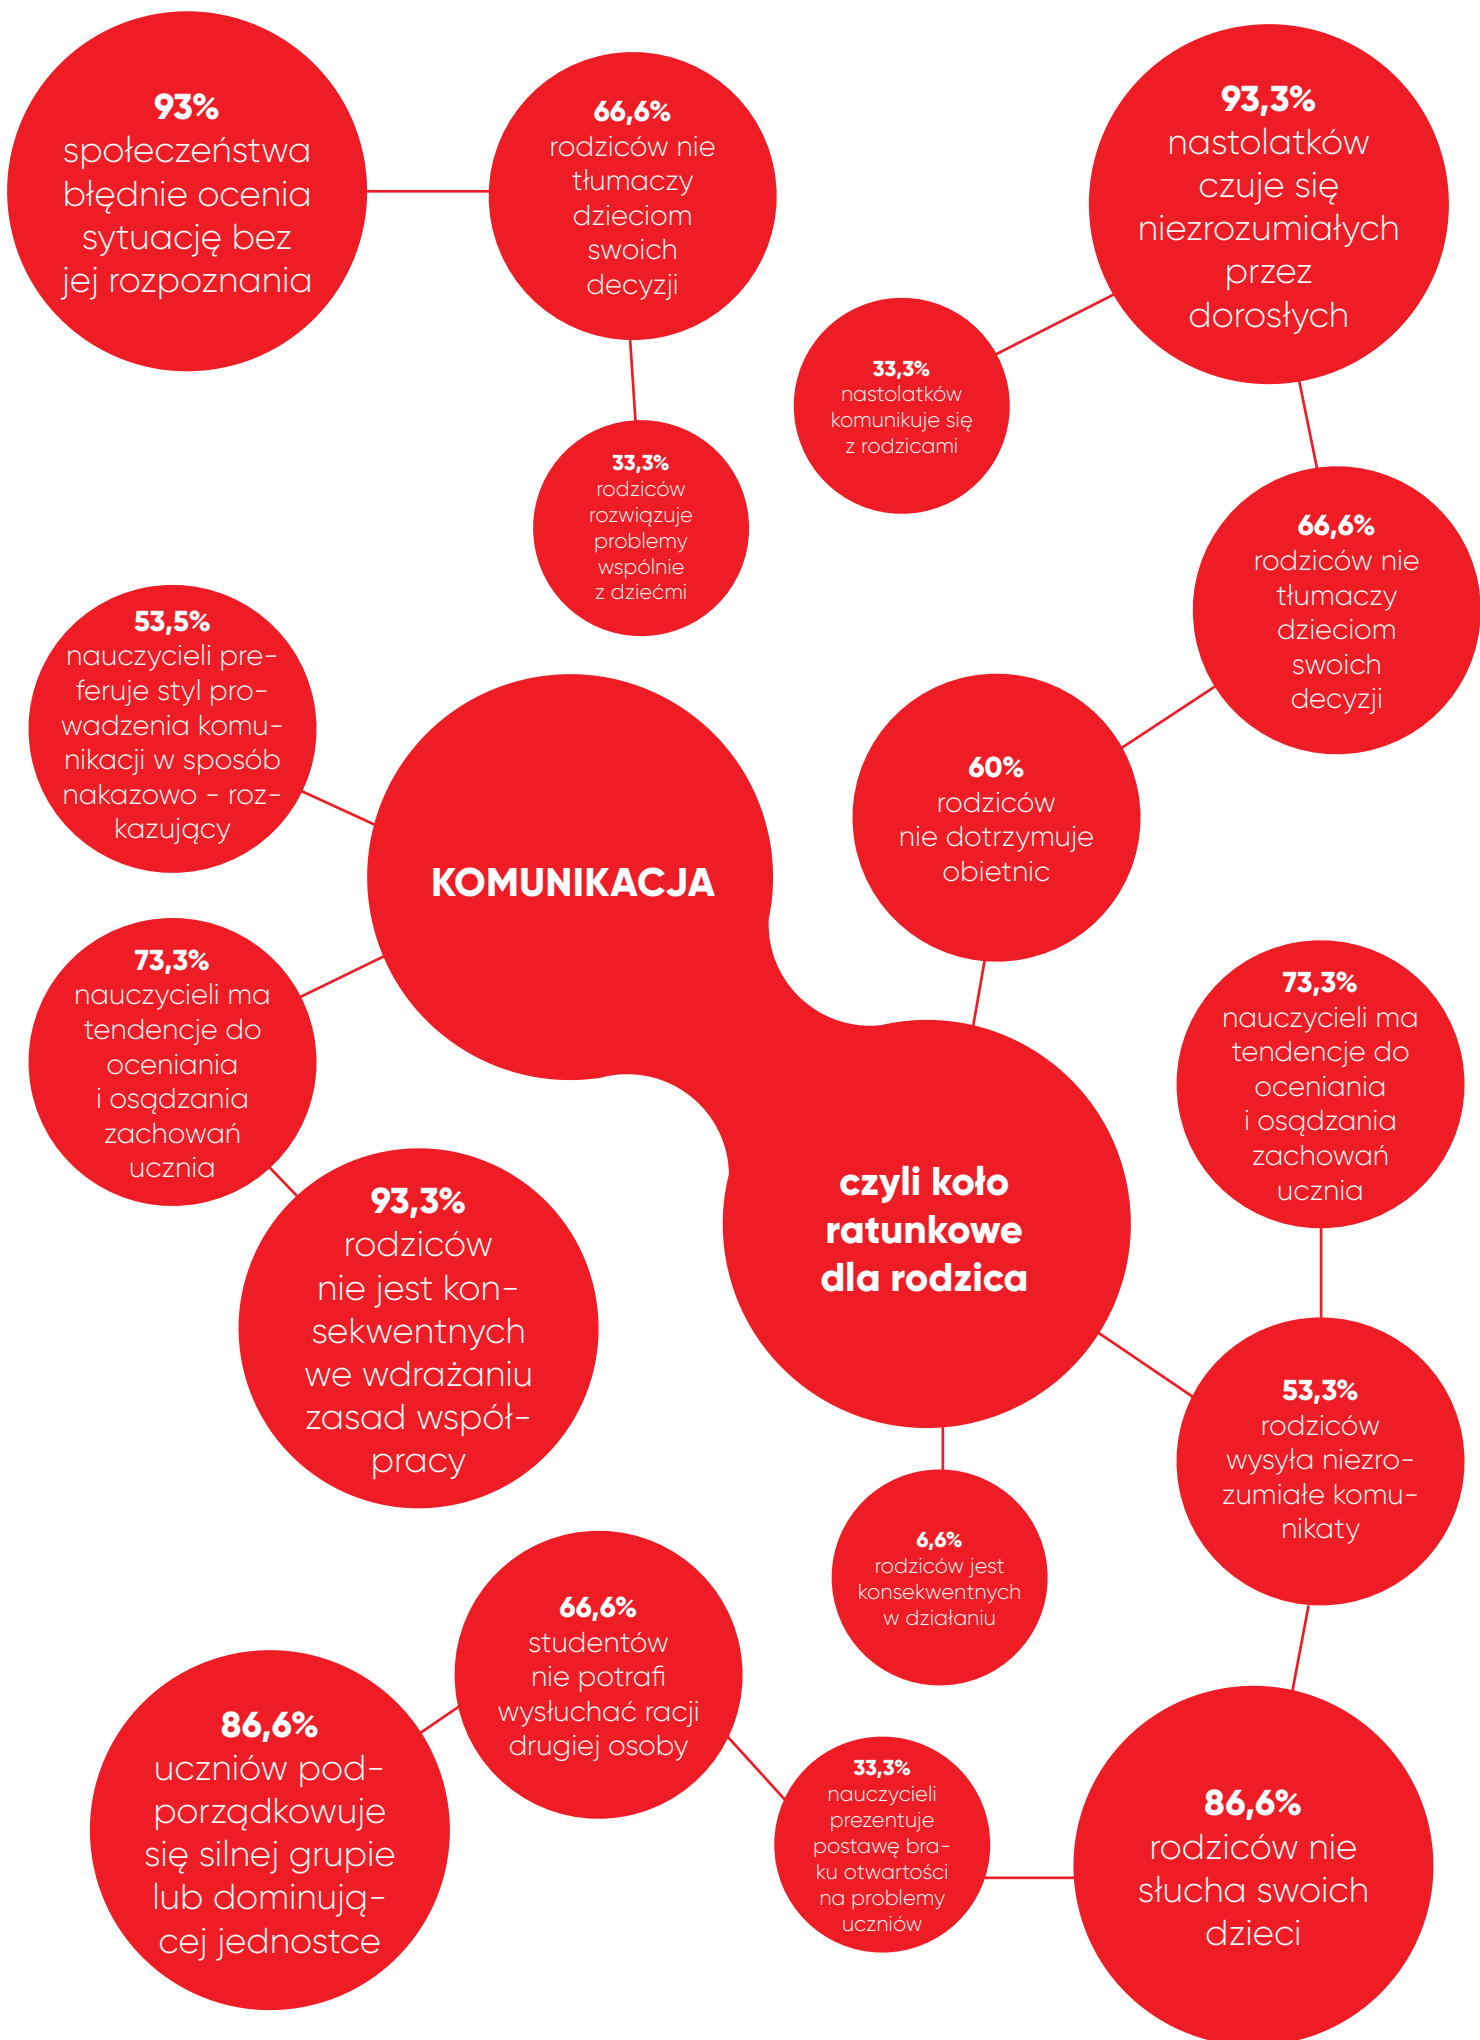 93%
społeczeństwa
błędnie ocenia
sytuację bez
jej rozpoznania
66,6%
rodziców nie
tłumaczy
dzieciom
swoich
decyzji
93,3%
nastolatków
czuje się
niezrozumiałych
przez
dorosłych
33,3%
nastolatków
komunikuje się
z rodzicami
33,3%
rodziców
rozwiązuje
problemy
wspólnie
z dziećmi
66,6%
rodziców nie
tłumaczy
dzieciom
swoich
decyzji
53,5%
nauczycieli pre-
feruje styl pro-
wadzenia komu-
nikacji w sposób
nakazowo - roz-
kazujący
60%
rodziców
nie dotrzymuje
obietnic
KOMUNIKACJA
73,3%
nauczycieli ma
tendencje do
oceniania
i osądzania
zachowań
ucznia
73,3%
nauczycieli ma
tendencje do
oceniania
i osądzania
zachowań
ucznia
czyli koło
ratunkowe
dla rodzica
93,3%
rodziców
nie jest kon-
sekwentnych
we wdrażaniu
zasad współ-
pracy
53,3%
rodziców
wysyła niezro-
zumiałe komu-
nikaty
6,6%
rodziców jest
konsekwentnych
w działaniu
66,6%
studentów
nie potrafi
wysłuchać racji
drugiej osoby
86,6%
uczniów pod-
porządkowuje
się silnej grupie
lub dominują-
cej jednostce
33,3%
nauczycieli
prezentuje
postawę bra-
ku otwartości
na problemy
uczniów
86,6%
rodziców nie
słucha swoich
dzieci